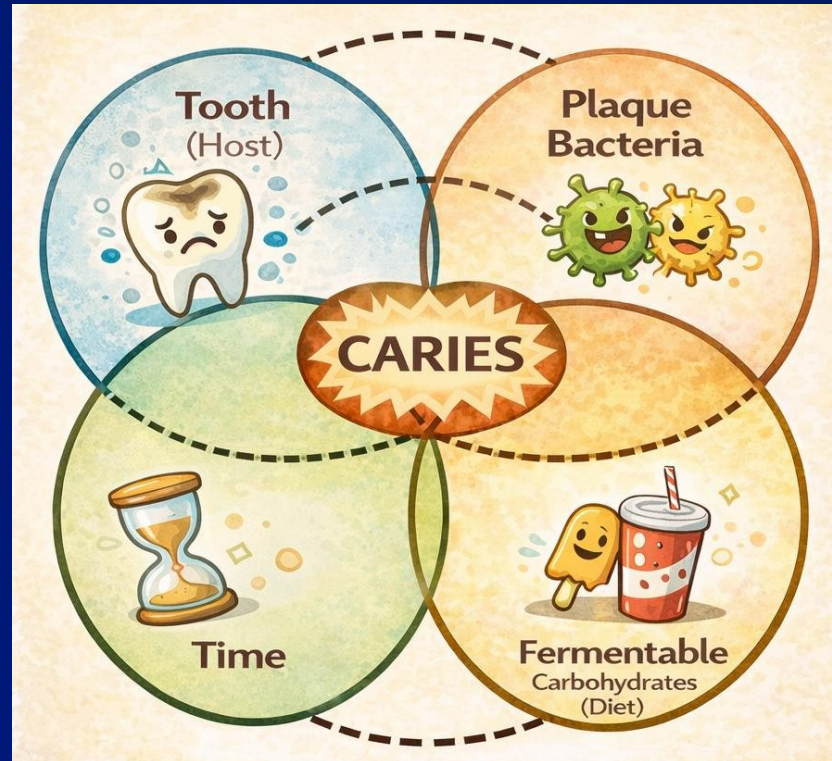 Tooth
(Host)
Plaque
Bacteria
CARIES
Time
Fermentable
Carbohydrates
(Diet)